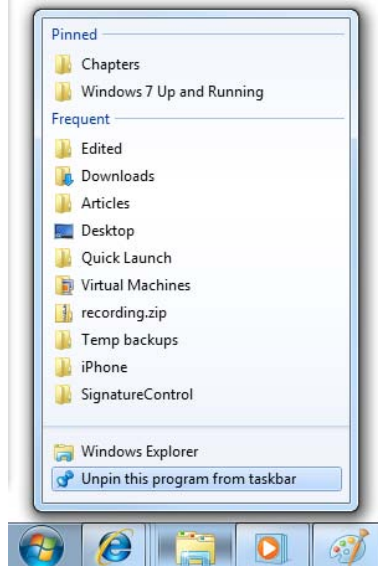 Pinned
Chapters
Windows 7 Up and Running
Frequent
Edited
Downloads
Articles
Desktop
Quick Launch
Virtual Machines
recording.zip
Temp backups
iPhone
SignatureControl
Windows Explorer
Unpin this program from taskbar